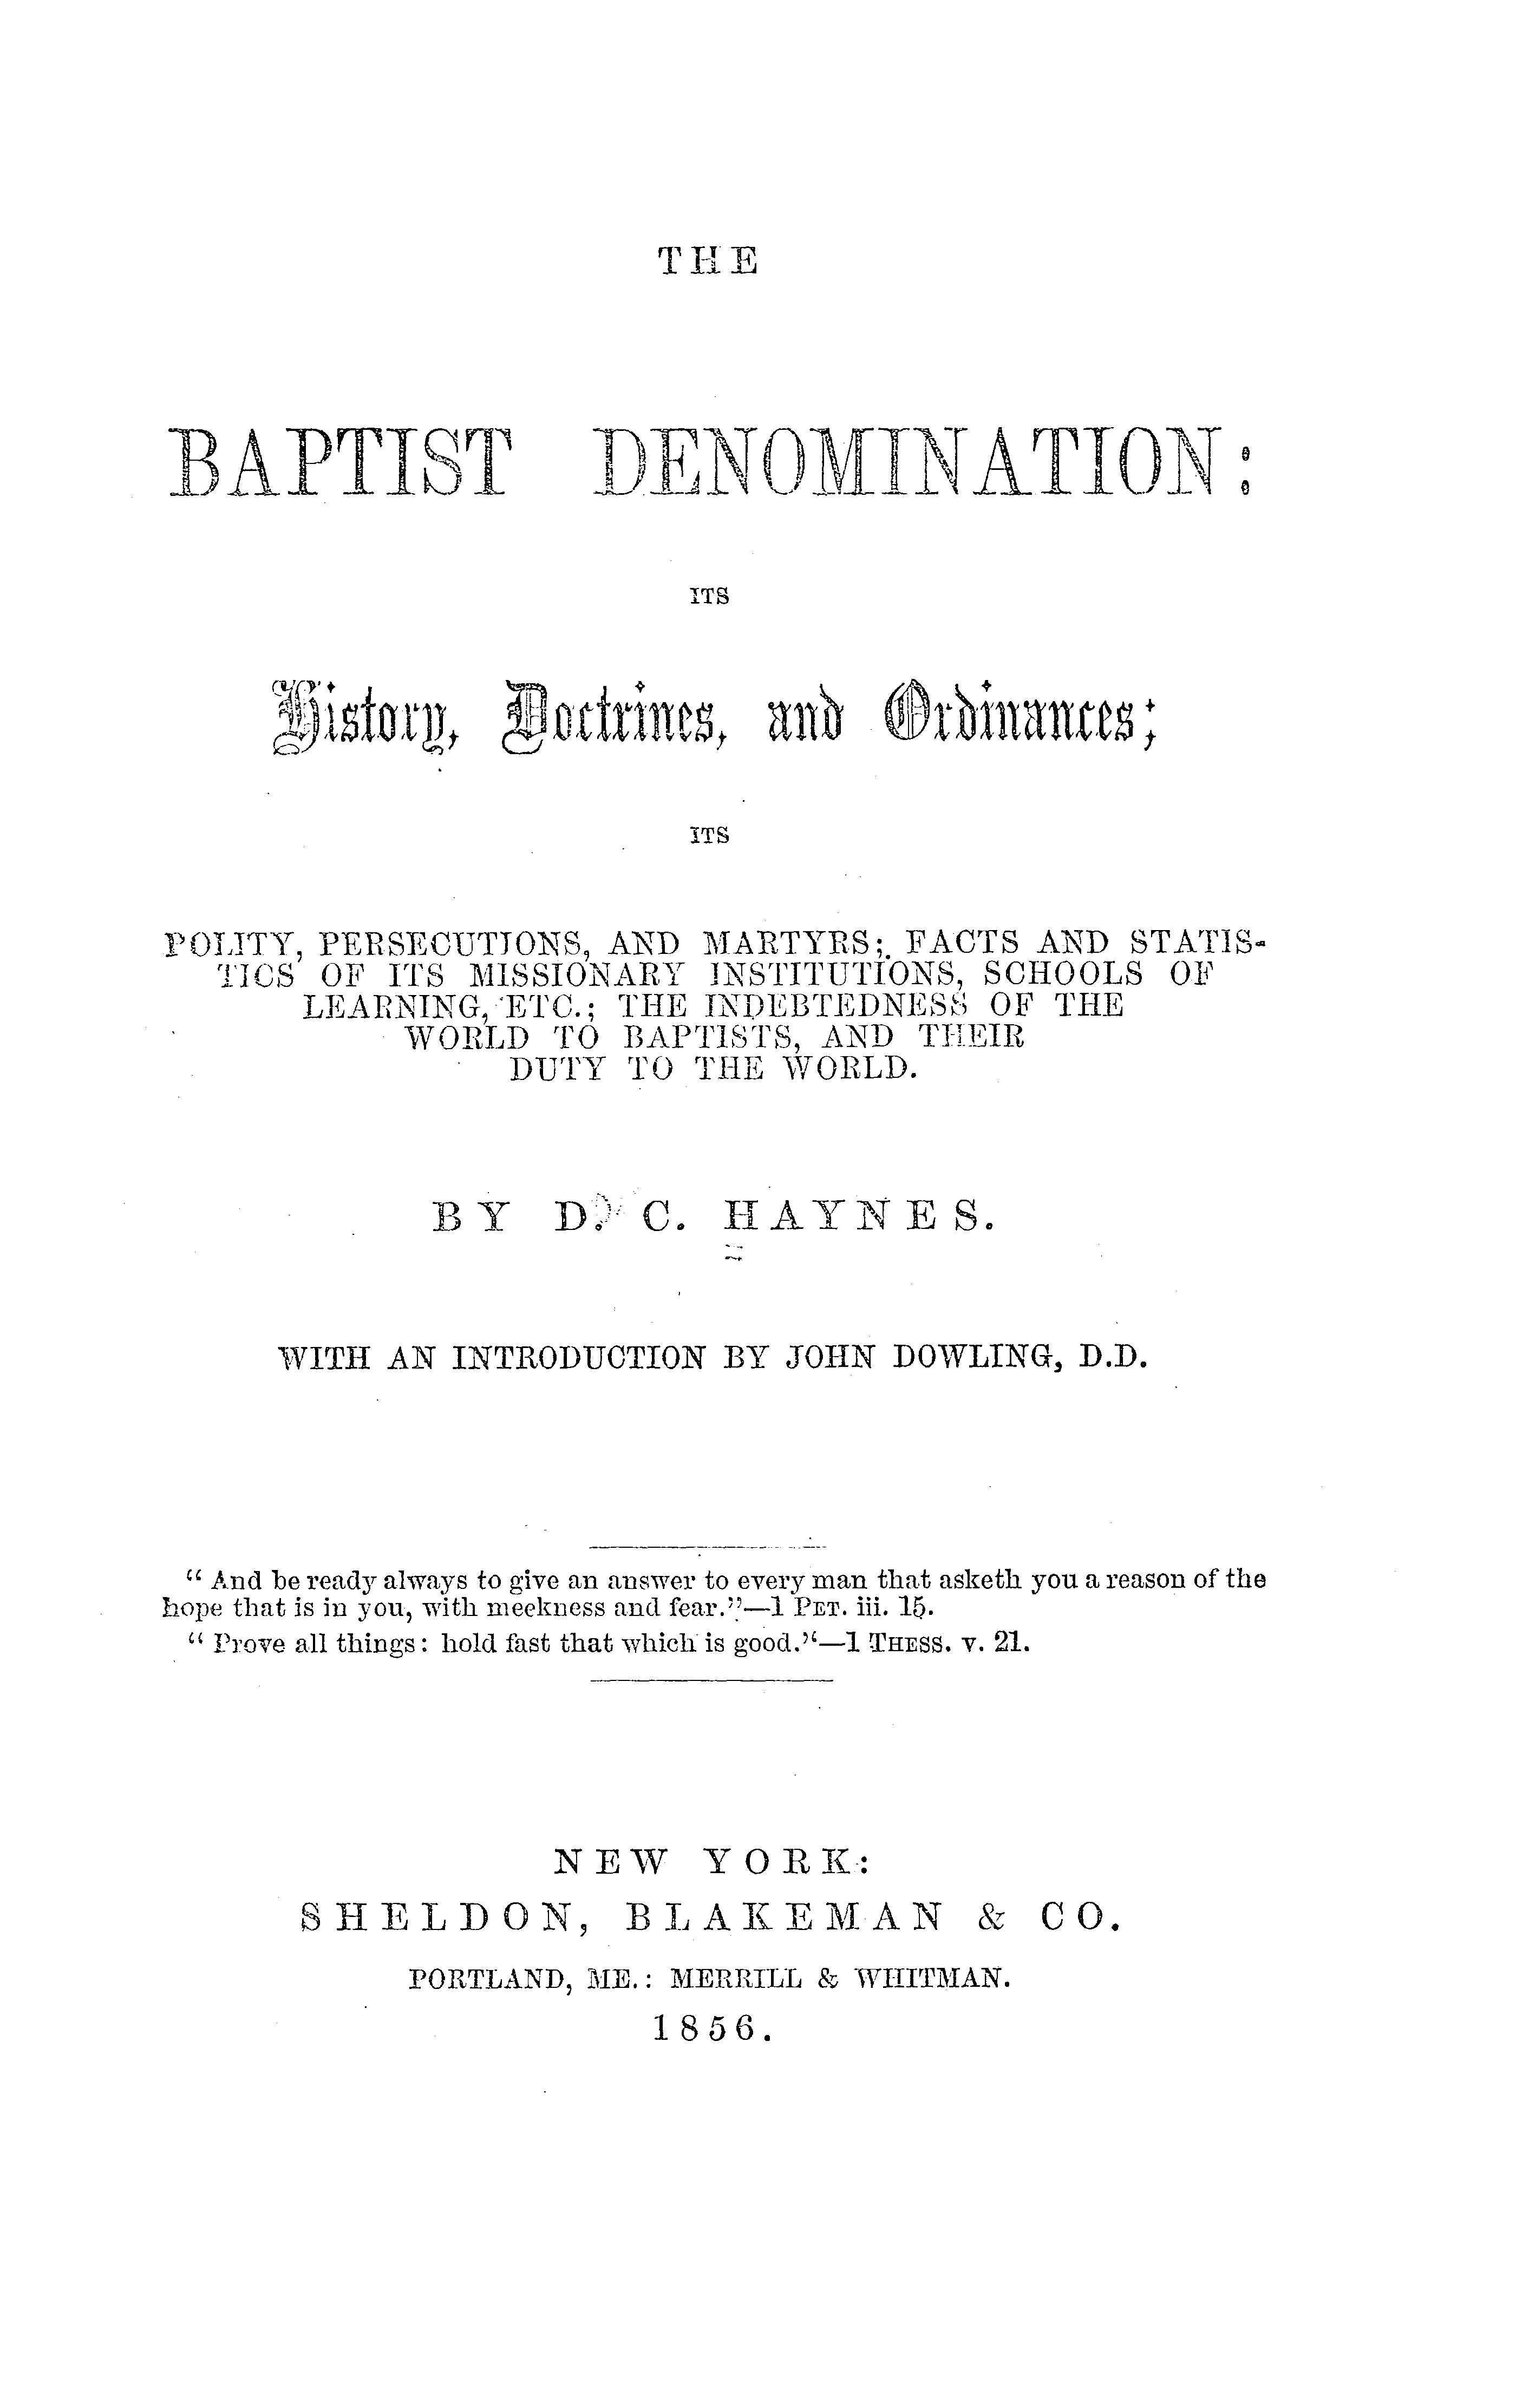 THE
BAPTIST DENOMINATION:
ITS
History, Doctrines, and Ordinances;
ITS
POLITY, PERSECUTIONS, AND MARTYRS; FACTS AND STATIS-
TICS OF ITS MISSIONARY INSTITUTIONS, SCHOOLS OF
LEARNING, ETC.; THE INDEBTEDNESS OF THE
WORLD TO BAPTISTS, AND THEIR
DUTY TO THE WORLD.
BY D. C. HAYNES.
WITH AN INTRODUCTION BY JOHN DOWLING, D.D.
“And be ready always to give an answer to every man that asketh you a reason of the
hope that is in you, with meekness and fear.”—1 PET. iii. 15.
“Prove all things: hold fast that which is good.“—1 THESS. v. 21.
NEW YORK:
SHELDON, BLAKEMAN & CO.
PORTLAND, ME.: MERRILL & WHITMAN.
1856.